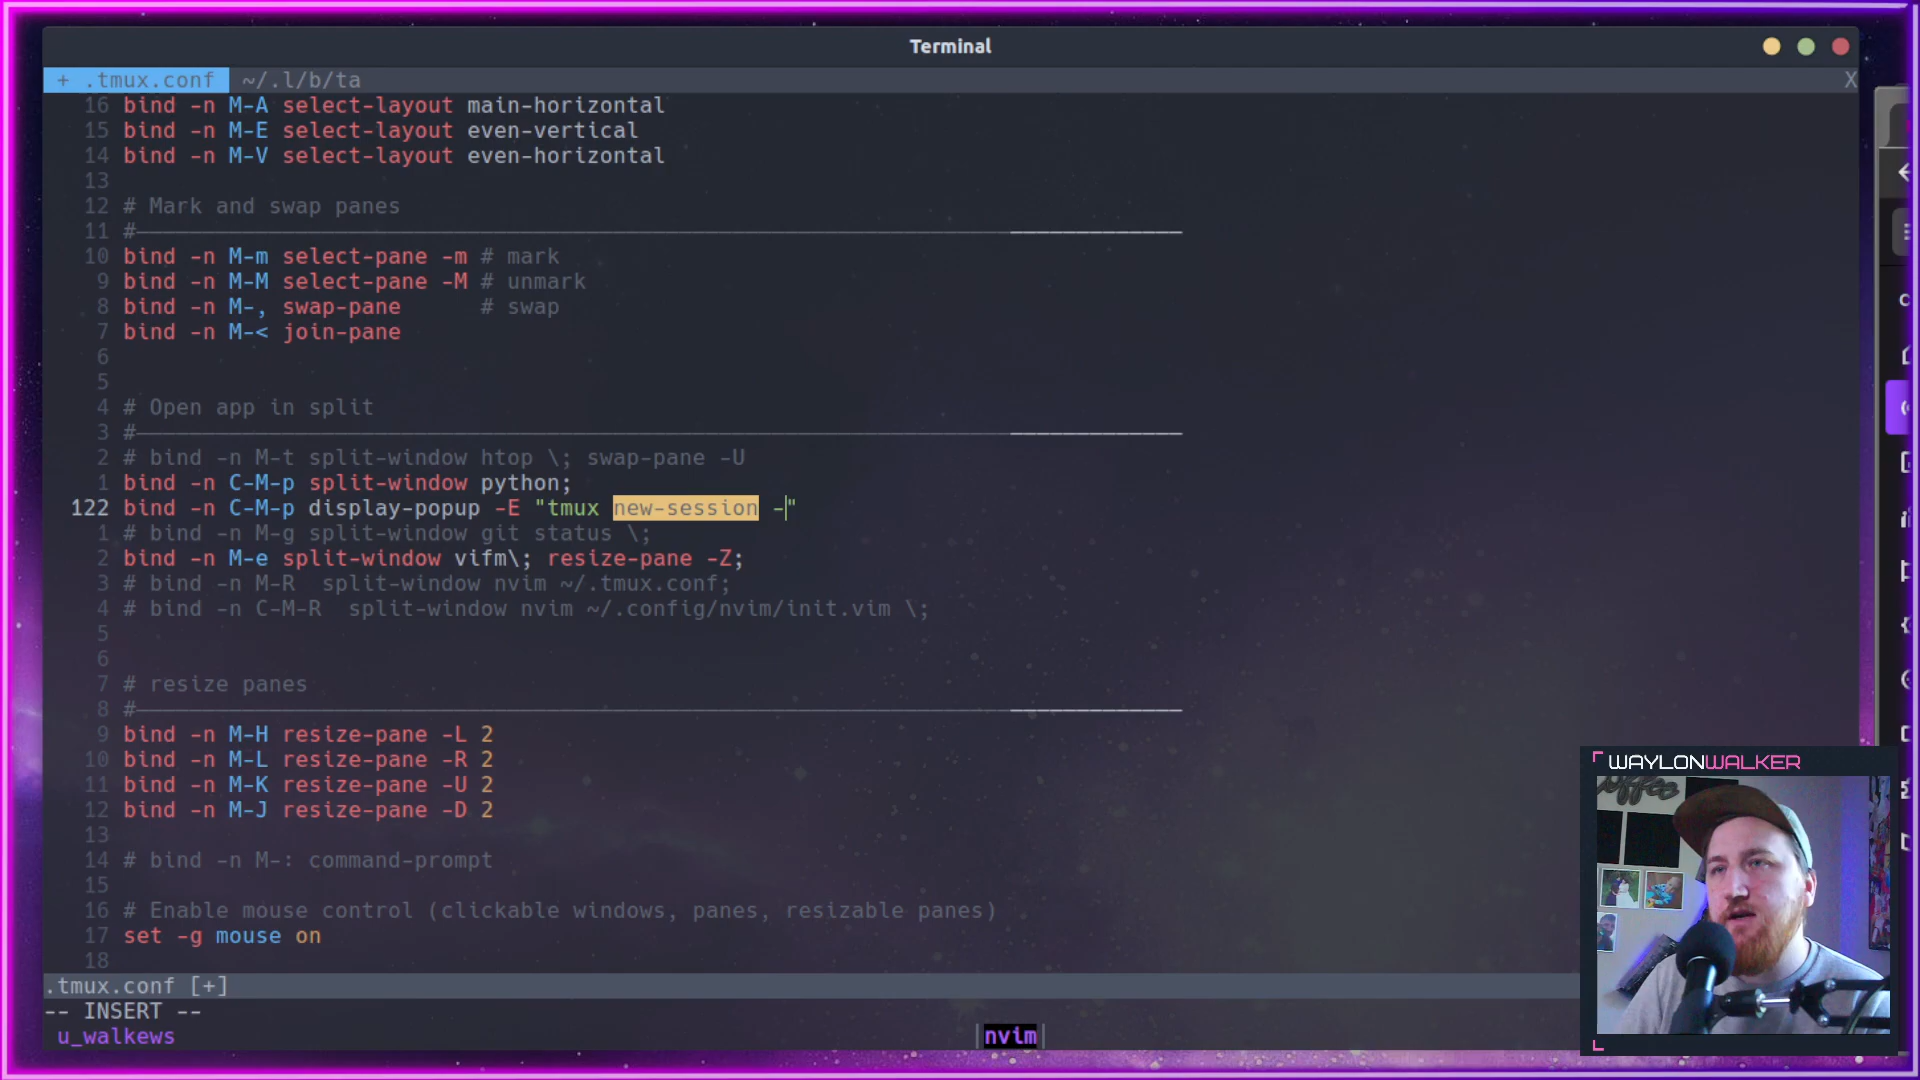 Terminal
+ .tmux.conf ~/.l/b/ta X
16 bind -n M-A select-layout main-horizontal
15 bind -n M-E select-layout even-vertical
14 bind -n M-V select-layout even-horizontal
13
12 # Mark and swap panes
11 #
10 bind -n M-m select-pane -m # mark
9 bind -n M-M select-pane -M # unmark
8 bind -n M-, swap-pane # swap
7 bind -n M-< join-pane
6
5
4 # Open app in split
3 #
2 # bind -n M-t split-window htop \; swap-pane -U
1 bind -n C-M-p split-window python;
122 bind -n C-M-p display-popup -E "tmux new-session -"
1 # bind -n M-g split-window git status \;
2 bind -n M-e split-window vifm\; resize-pane -Z;
3 # bind -n M-R split-window nvim ~/.tmux.conf;
4 # bind -n C-M-R split-window nvim ~/.config/nvim/init.vim \;
5
6
7 # resize panes
8 #
9 bind -n M-H resize-pane -L 2
10 bind -n M-L resize-pane -R 2
11 bind -n M-K resize-pane -U 2
12 bind -n M-J resize-pane -D 2
13
14 # bind -n M-: command-prompt
15
16 # Enable mouse control (clickable windows, panes, resizable panes)
17 set -g mouse on
18
.tmux.conf [+]
-- INSERT --
u_walkews |nvim|
WAYLONWALKER